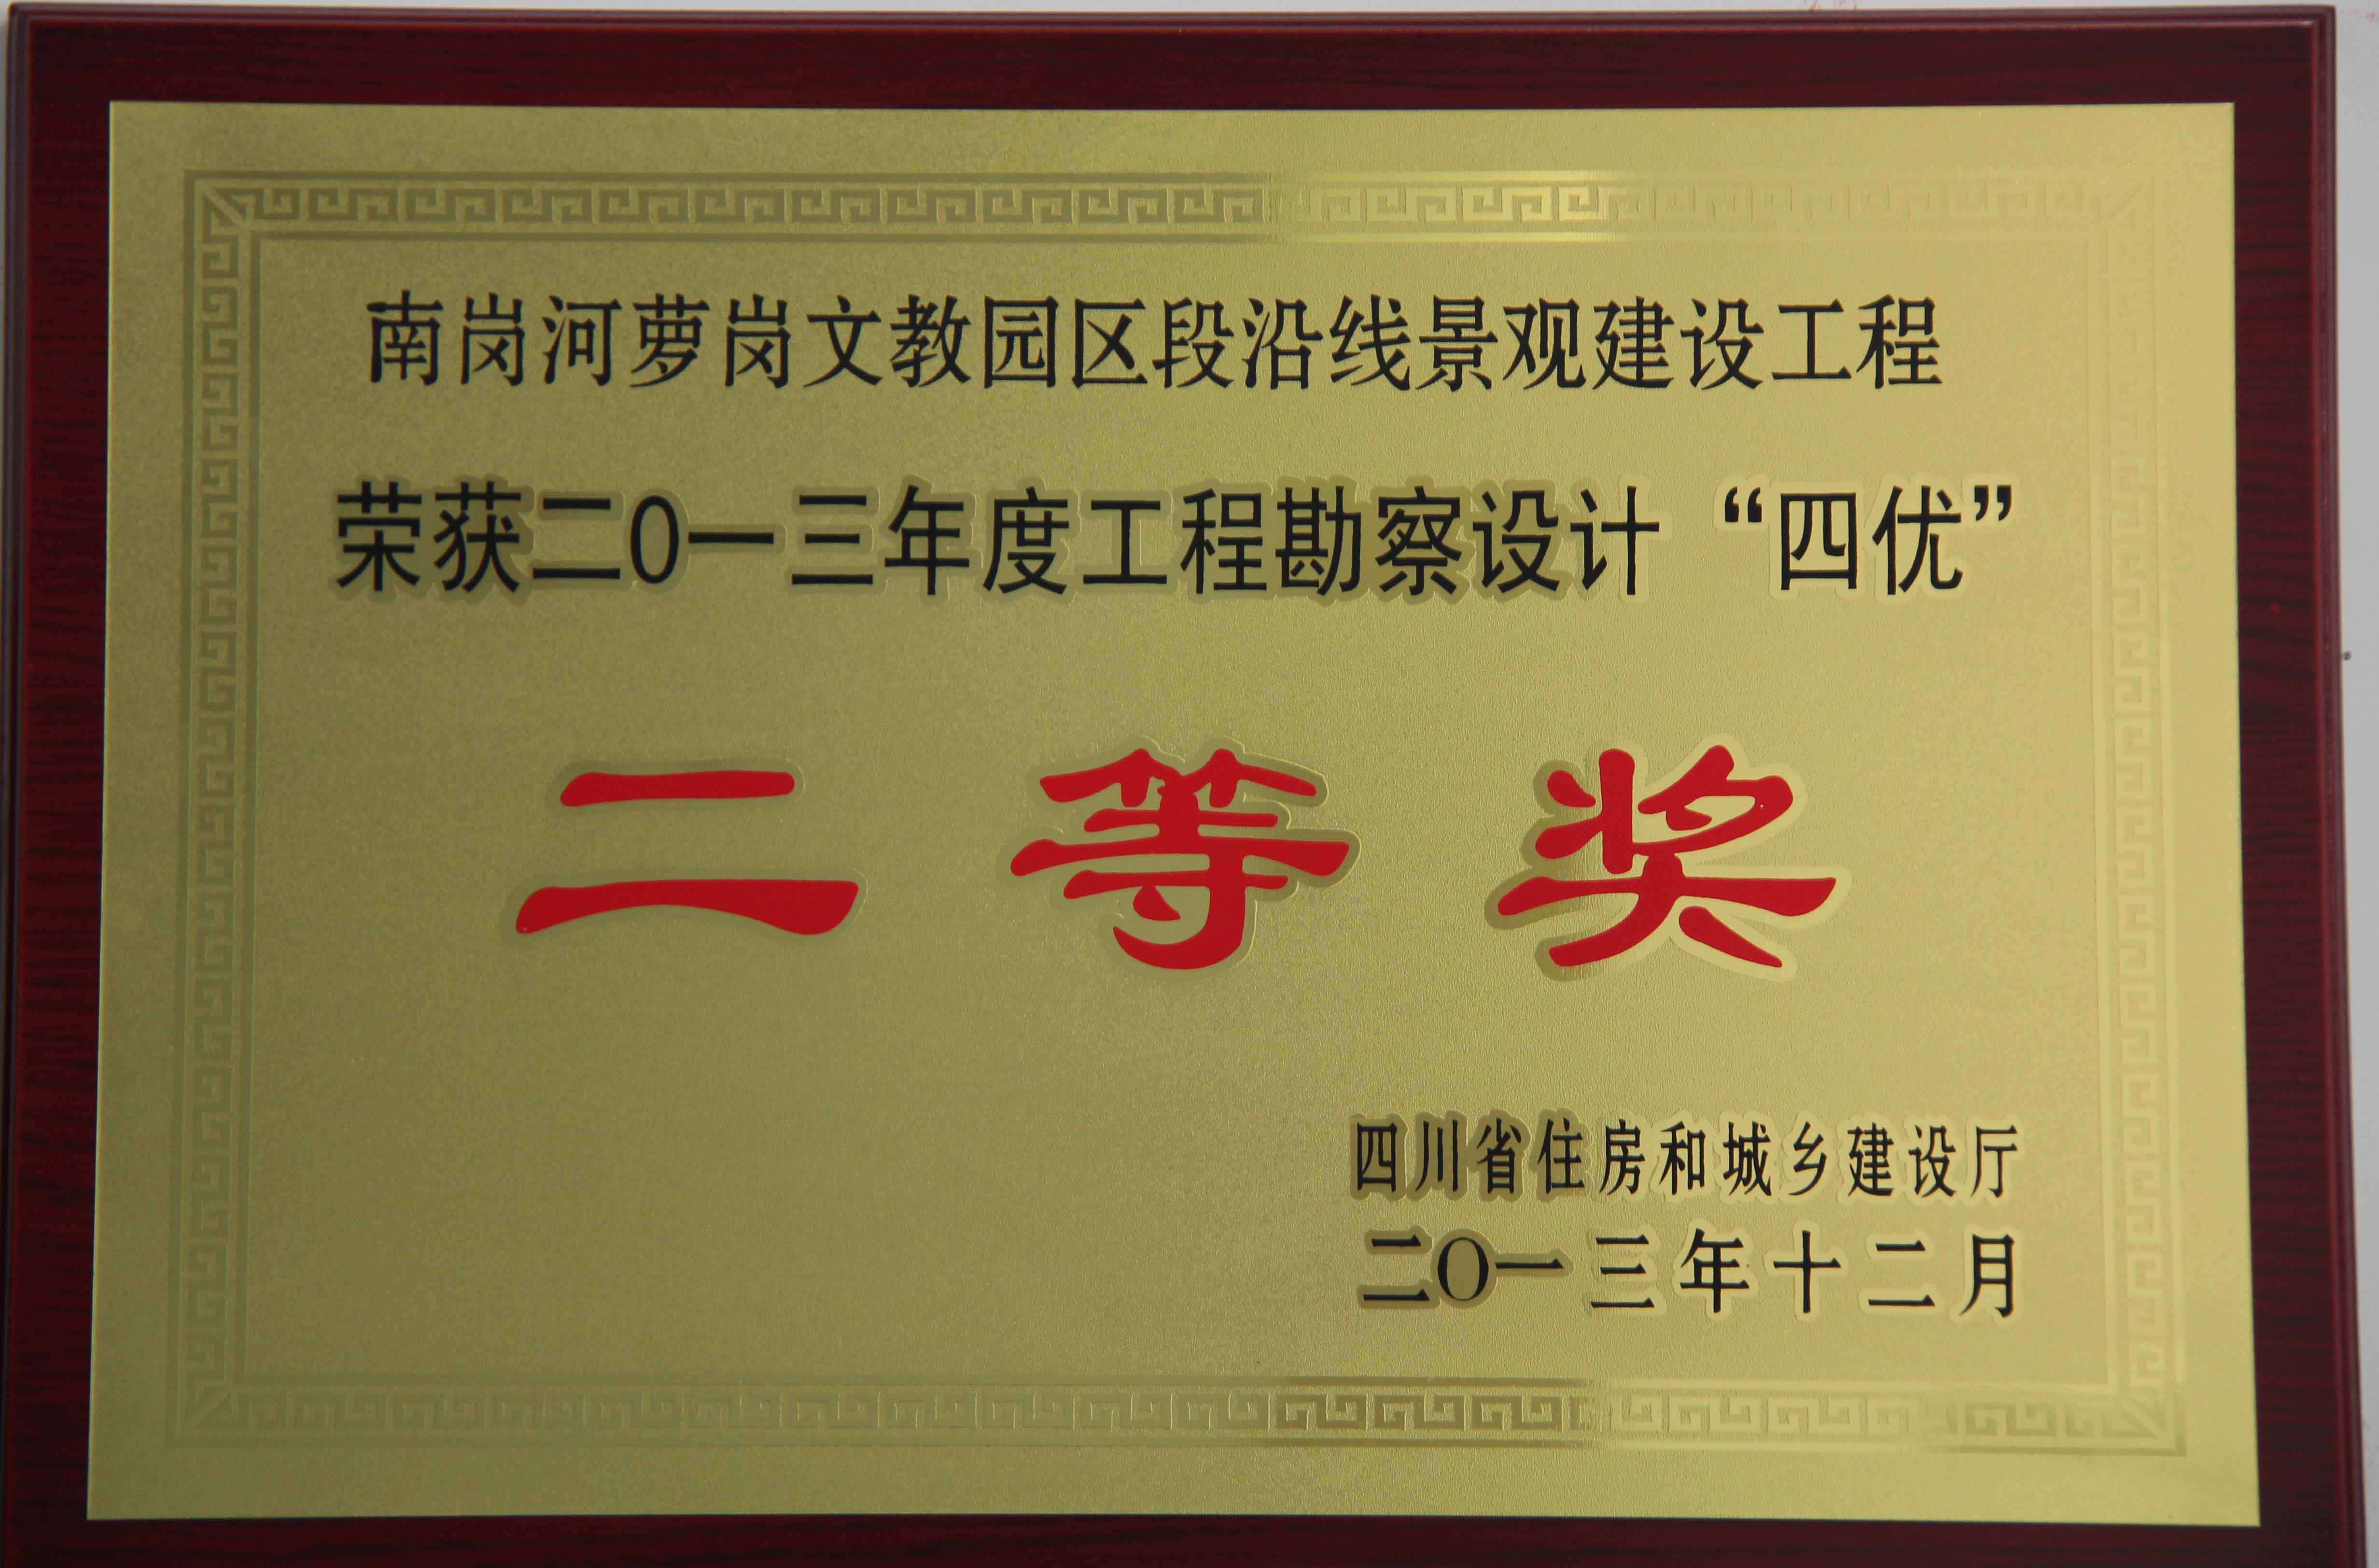 南岗河萝岗文教园区段沿线景观建设工程
荣获二0一三年度工程勘察设计“四优”
二等奖
四川省住房和城乡建设厅
二〇一三年十二月